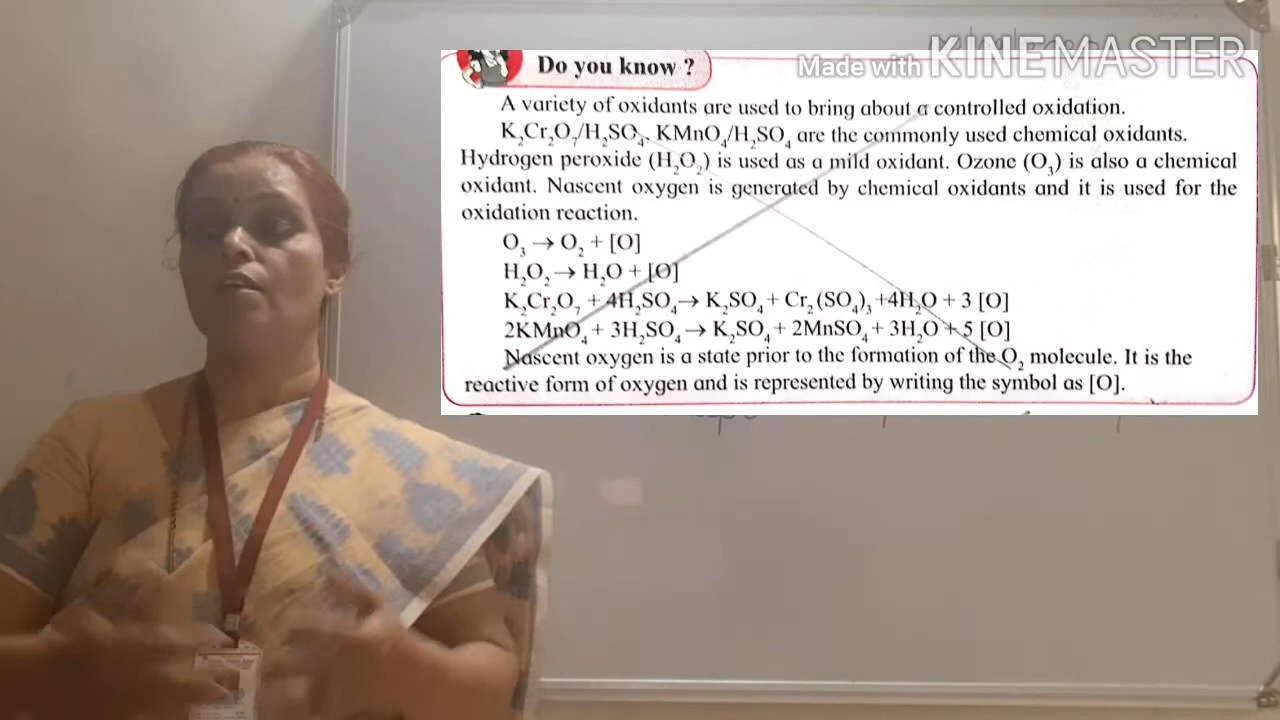 Made with KINEMASTER
Do you know ?
A variety of oxidants are used to bring about a controlled oxidation.
K₂Cr₂O₇/H₂SO₄, KMnO₄/H₂SO₄ are the commonly used chemical oxidants.
Hydrogen peroxide (H₂O₂) is used as a mild oxidant. Ozone (O₃) is also a chemical
oxidant. Nascent oxygen is generated by chemical oxidants and it is used for the
oxidation reaction.
O₃ → O₂ + [O]
H₂O₂ → H₂O + [O]
K₂Cr₂O₇ + 4H₂SO₄→ K₂SO₄ + Cr₂(SO₄)₃ +4H₂O + 3 [O]
2KMnO₄ + 3H₂SO₄ → K₂SO₄ + 2MnSO₄ + 3H₂O + 5 [O]
Nascent oxygen is a state prior to the formation of the O₂ molecule. It is the
reactive form of oxygen and is represented by writing the symbol as [O].